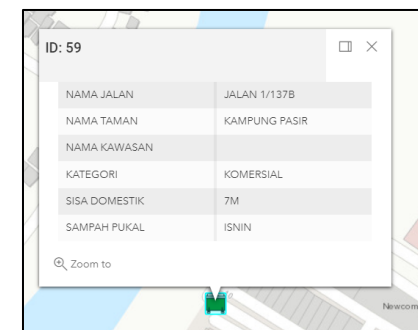 ID: 59
NAMA JALAN JALAN 1/137B
NAMA TAMAN KAMPUNG PASIR
NAMA KAWASAN
KATEGORI KOMERSIAL
SISA DOMESTIK 7M
SAMPAH PUKAL ISNIN
Zoom to
Newcom